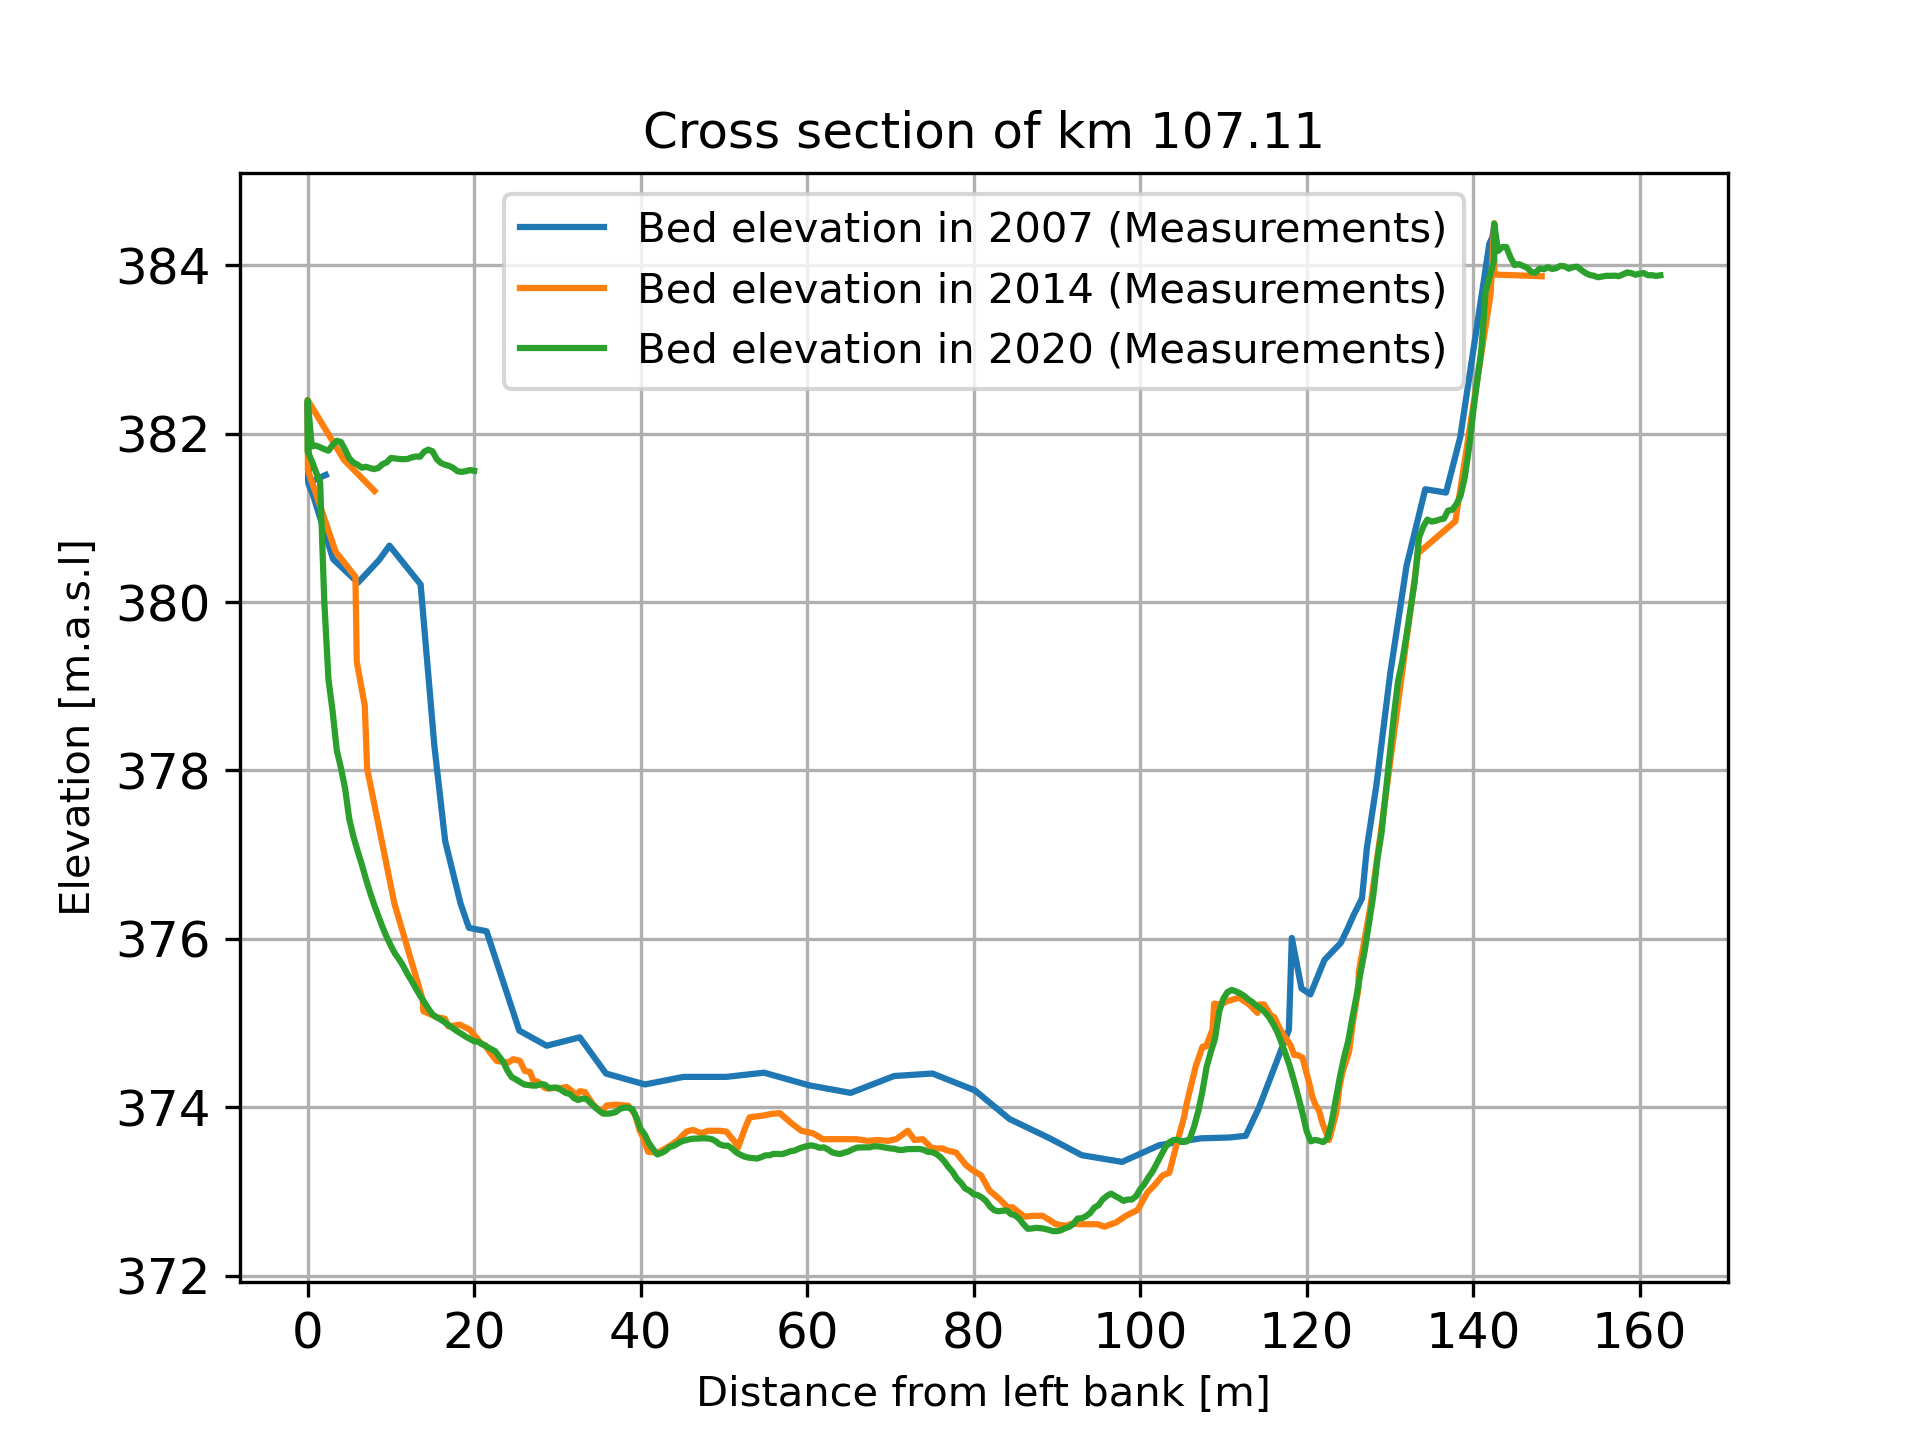 Cross section of km 107.11
Bed elevation in 2007 (Measurements)
Bed elevation in 2014 (Measurements)
Bed elevation in 2020 (Measurements)
Elevation [m.a.s.l]
384
382
380
378
376
374
372
0 20 40 60 80 100 120 140 160
Distance from left bank [m]